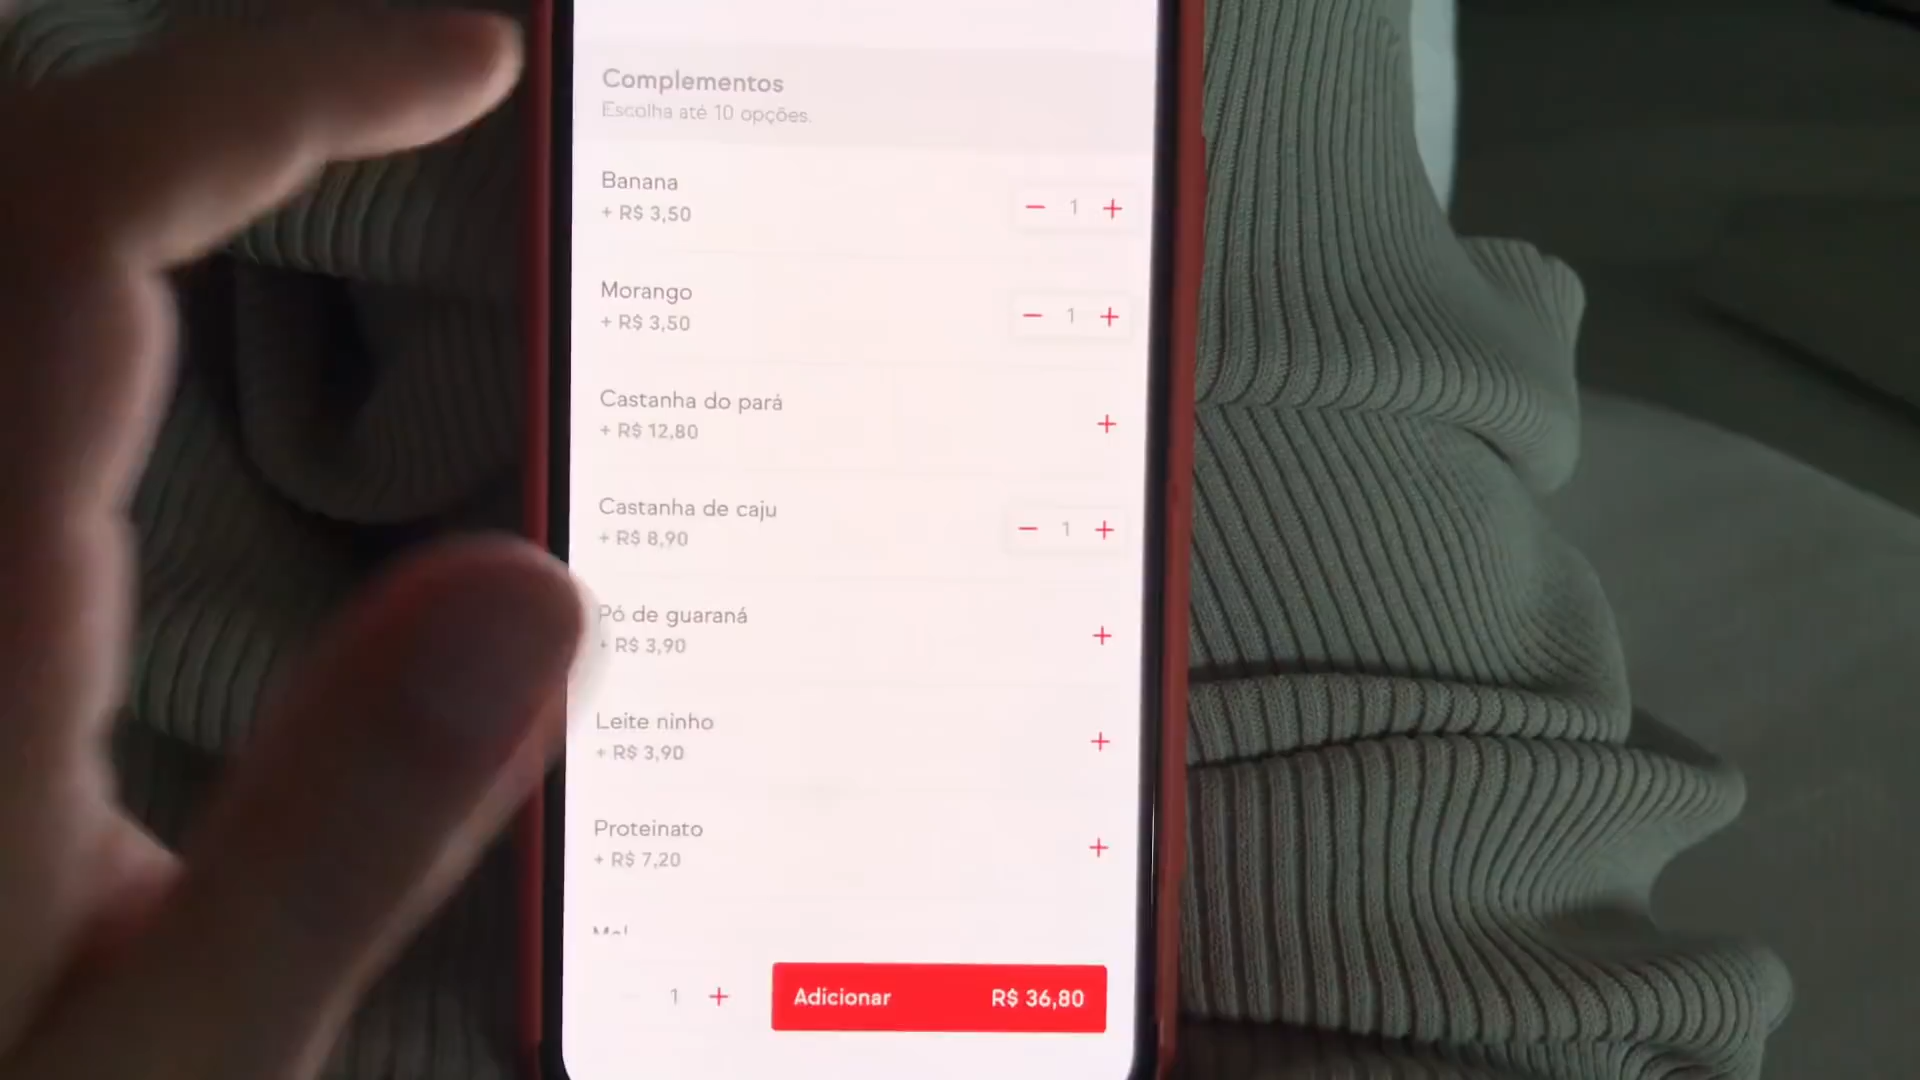 Complementos
Escolha até 10 opções.
Banana
+ R$ 3,50
1
Morango
+ R$ 3,50
1
Castanha do pará
+ R$ 12,80
Castanha de caju
+ R$ 8,90
1
Pó de guaraná
+ R$ 3,90
Leite ninho
+ R$ 3,90
Proteinato
+ R$ 7,20
1
Adicionar R$ 36,80